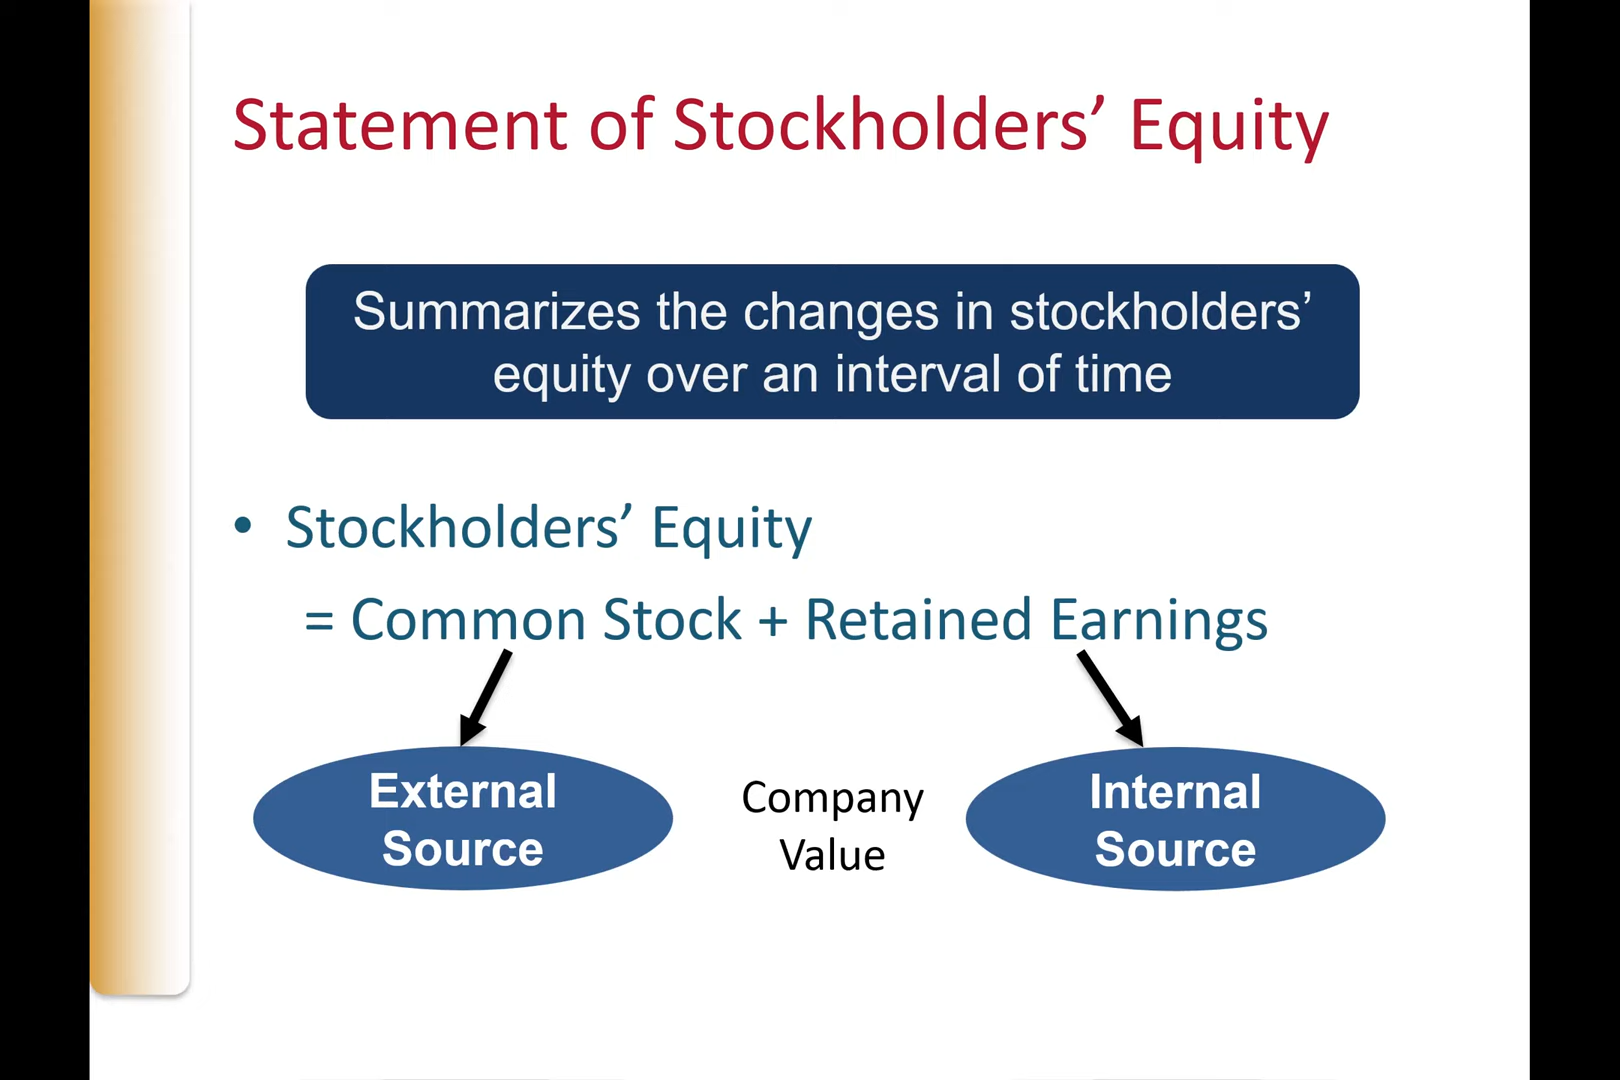 Statement of Stockholders’ Equity
Summarizes the changes in stockholders’
equity over an interval of time
• Stockholders’ Equity
= Common Stock + Retained Earnings
External
Source
Company
Value
Internal
Source